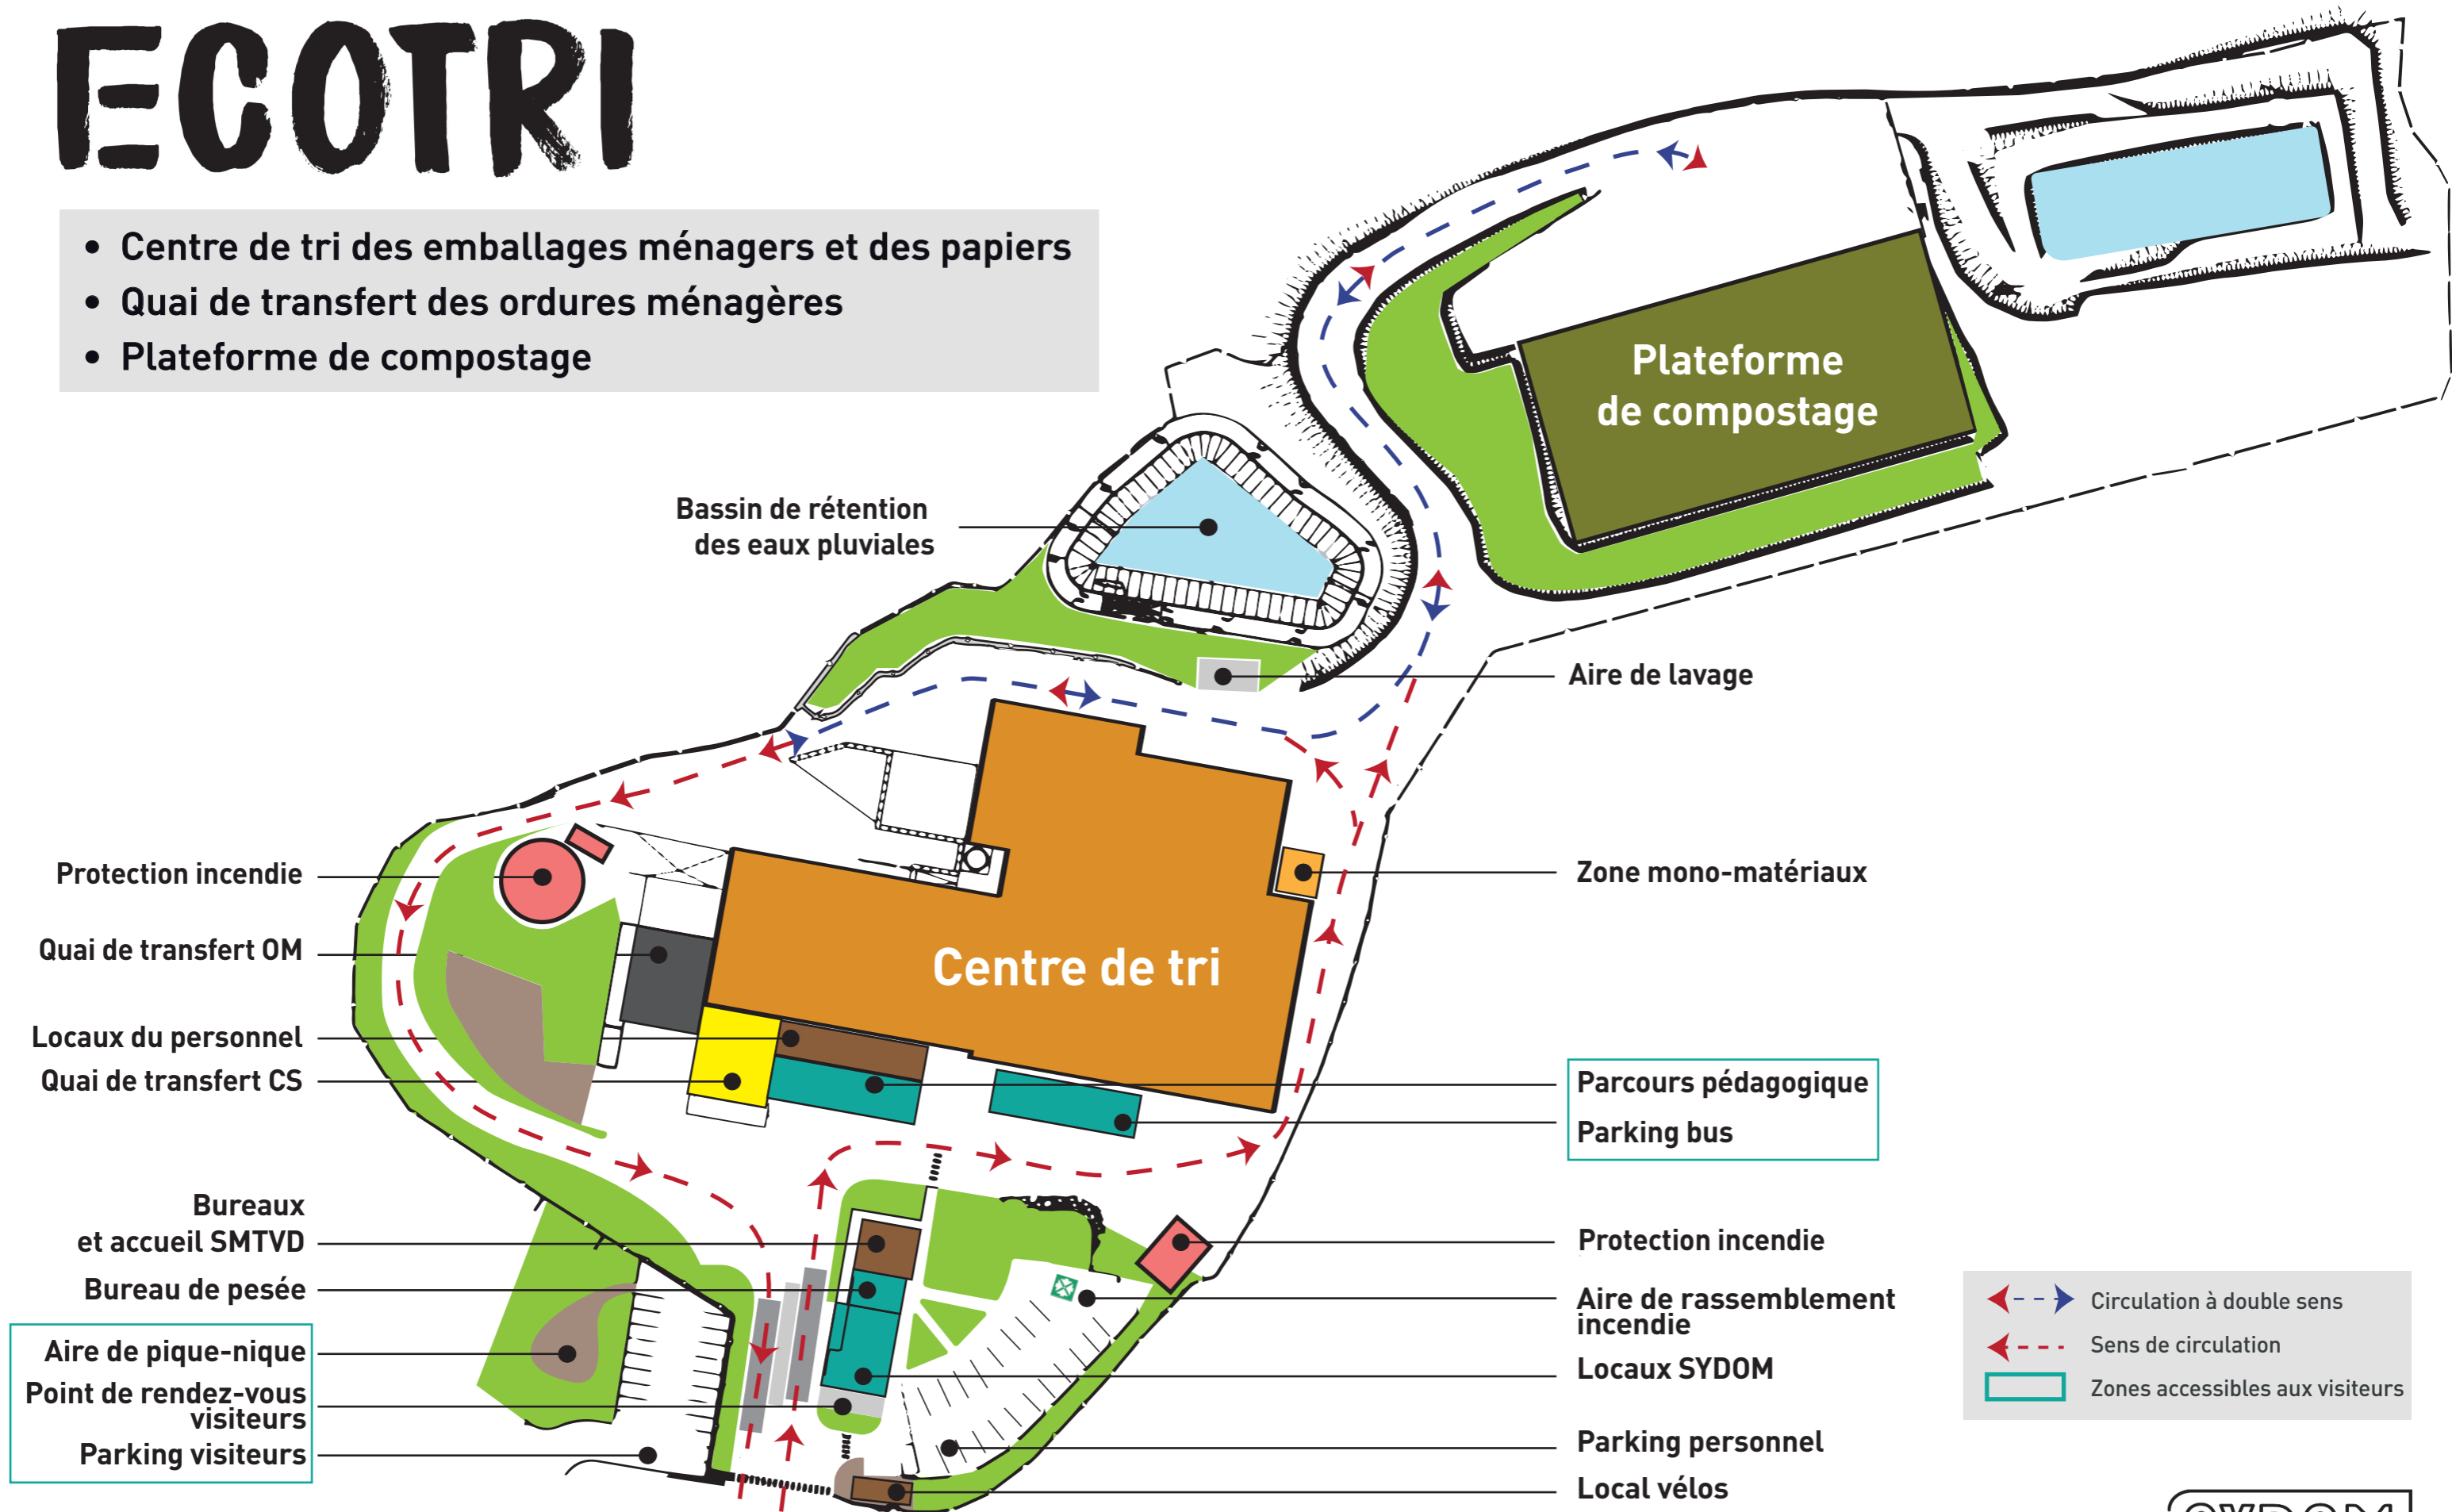 ECOTRI
• Centre de tri des emballages ménagers et des papiers
• Quai de transfert des ordures ménagères
• Plateforme de compostage
Plateforme
de compostage
Bassin de rétention
des eaux pluviales
Aire de lavage
Protection incendie
Zone mono-matériaux
Quai de transfert OM
Centre de tri
Locaux du personnel
Quai de transfert CS
Parcours pédagogique
Parking bus
Bureaux
et accueil SMTVD
Bureau de pesée
Aire de pique-nique
Point de rendez-vous
visiteurs
Parking visiteurs
Protection incendie
Aire de rassemblement
incendie
Locaux SYDOM
Parking personnel
Local vélos
Circulation à double sens
Sens de circulation
Zones accessibles aux visiteurs
SYDOM